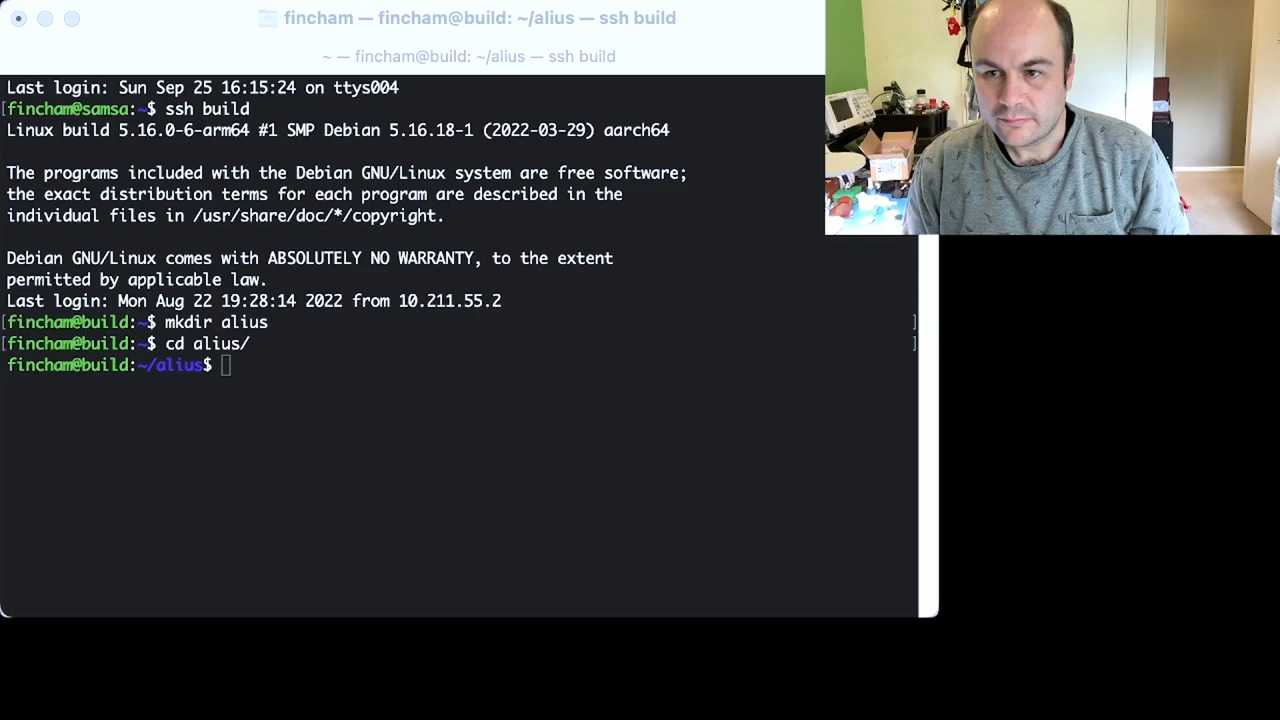 fincham — fincham@build: ~/alius — ssh build
~ — fincham@build: ~/alius — ssh build
Last login: Sun Sep 25 16:15:24 on ttys004
[fincham@samsa:~$ ssh build
Linux build 5.16.0-6-arm64 #1 SMP Debian 5.16.18-1 (2022-03-29) aarch64
The programs included with the Debian GNU/Linux system are free software;
the exact distribution terms for each program are described in the
individual files in /usr/share/doc/*/copyright.
Debian GNU/Linux comes with ABSOLUTELY NO WARRANTY, to the extent
permitted by applicable law.
Last login: Mon Aug 22 19:28:14 2022 from 10.211.55.2
[fincham@build:~$ mkdir alius ]
[fincham@build:~$ cd alius/ ]
fincham@build:~/alius$